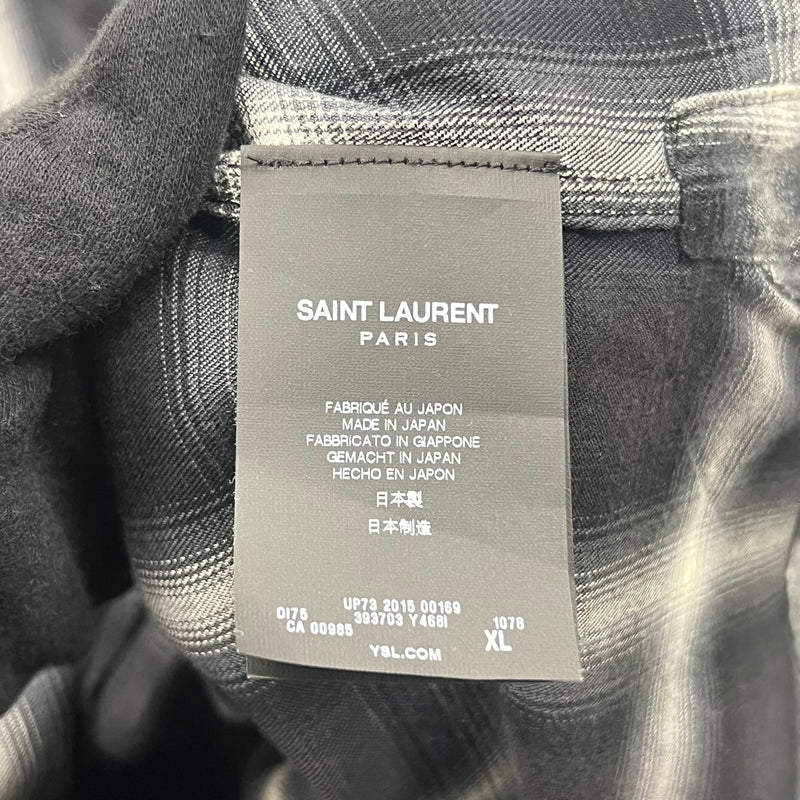 SAINT LAURENT
PARIS
FABRIQUÉ AU JAPON
MADE IN JAPAN
FABBRICATO IN GIAPPONE
GEMACHT IN JAPAN
HECHO EN JAPON
日本製
日本制造
UP73 2015 00169
DI75 393703 Y468I 1078
CA 00985 XL
YSL.COM